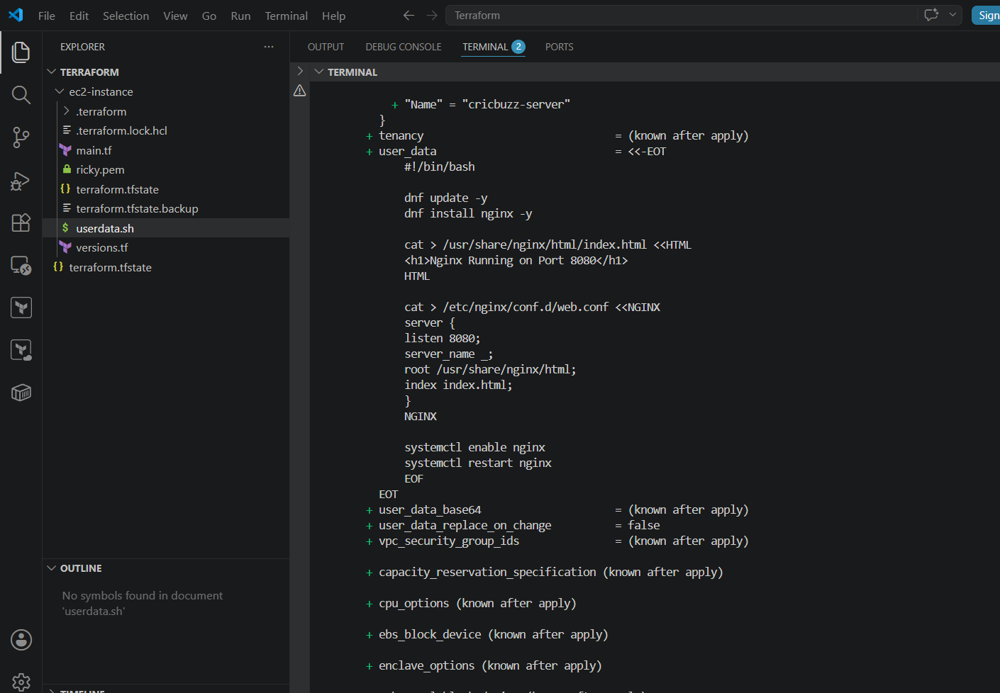 File Edit Selection View Go Run Terminal Help
Terraform
Sign
EXPLORER
TERRAFORM
ec2-instance
.terraform
.terraform.lock.hcl
main.tf
ricky.pem
terraform.tfstate
terraform.tfstate.backup
userdata.sh
versions.tf
terraform.tfstate
OUTLINE
No symbols found in document
'userdata.sh'
TIMELINE
OUTPUT DEBUG CONSOLE TERMINAL 2 PORTS
TERMINAL
+ "Name" = "cricbuzz-server"
}
+ tenancy = (known after apply)
+ user_data = <<-EOT
#!/bin/bash
dnf update -y
dnf install nginx -y
cat > /usr/share/nginx/html/index.html <<HTML
<h1>Nginx Running on Port 8080</h1>
HTML
cat > /etc/nginx/conf.d/web.conf <<NGINX
server {
listen 8080;
server_name _;
root /usr/share/nginx/html;
index index.html;
}
NGINX
systemctl enable nginx
systemctl restart nginx
EOF
EOT
+ user_data_base64 = (known after apply)
+ user_data_replace_on_change = false
+ vpc_security_group_ids = (known after apply)
+ capacity_reservation_specification (known after apply)
+ cpu_options (known after apply)
+ ebs_block_device (known after apply)
+ enclave_options (known after apply)